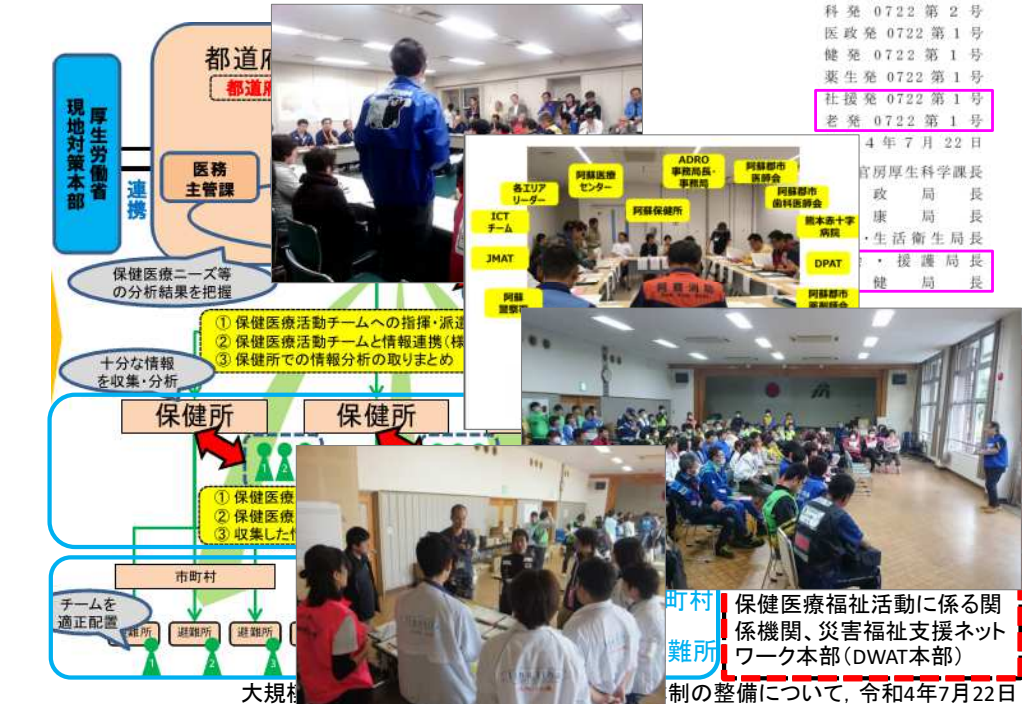 科発0722第2号
医政発0722第1号
健発0722第1号
薬生発0722第1号
社援発0722第1号
老発0722第1号
4年7月22日
官房厚生科学課長
政局長
康局長
・生活衛生局長
・援護局長
健局長
都道府
都道府
厚生労働省
現地対策本部
連携
医務
主管課
保健医療ニーズ等
の分析結果を把握
① 保健医療活動チームへの指揮・派遣
② 保健医療活動チームと情報連携(様
③ 保健所での情報分析の取りまとめ
十分な情報
を収集・分析
保健所
保健所
1
2
① 保健医療
② 保健医療
③ 収集した情
市町村
チームを
適正配置
難所
避難所
避難所
1
2
3
各エリア
リーダー
阿蘇医療
センター
ADRO
事務局長・
事務局
阿蘇郡市
医師会
阿蘇郡市
歯科医師会
ICT
チーム
阿蘇保健所
熊本赤十字
病院
JMAT
DPAT
阿蘇
警察
阿蘇郡市
薬剤師会
阿蘇消防
町村
難所
保健医療福祉活動に係る関
係機関、災害福祉支援ネット
ワーク本部(DWAT本部)
大規模
制の整備について, 令和4年7月22日